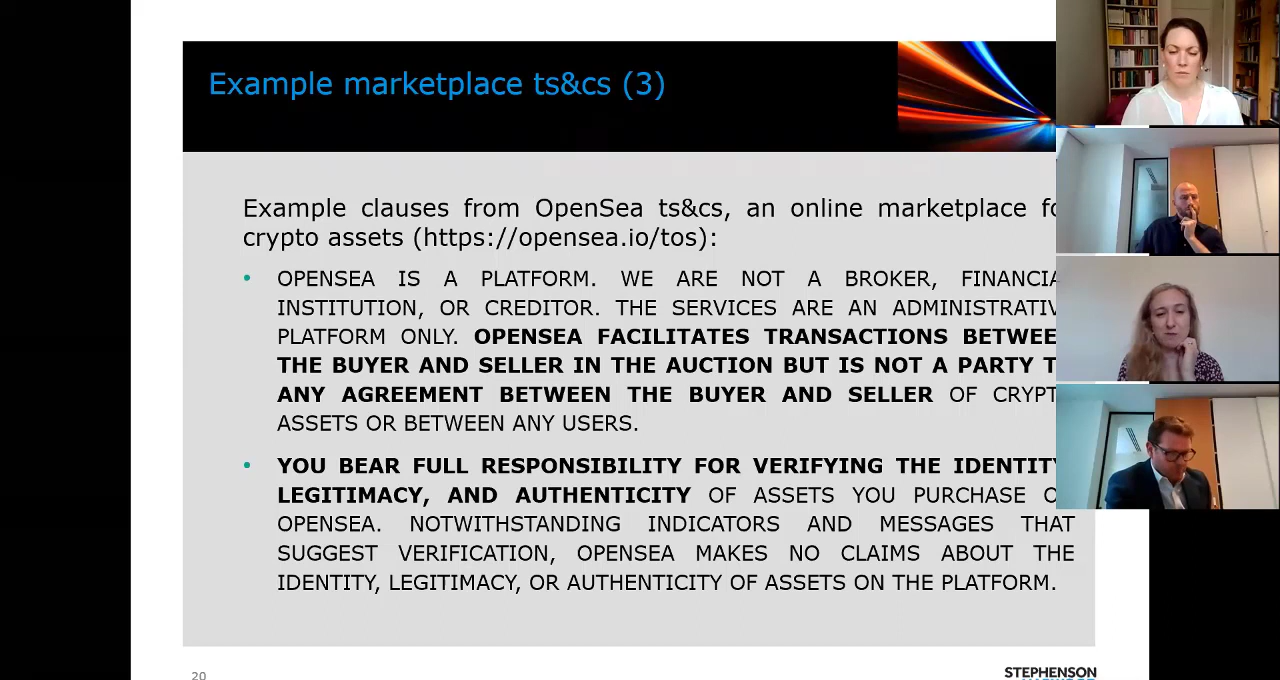 Example marketplace ts&cs (3)
Example clauses from OpenSea ts&cs, an online marketplace
crypto assets (https://opensea.io/tos):
• OPENSEA IS A PLATFORM. WE ARE NOT A BROKER,
INSTITUTION, OR CREDITOR. THE SERVICES ARE AN
PLATFORM ONLY. OPENSEA FACILITATES TRANSACTIONS
THE BUYER AND SELLER IN THE AUCTION BUT IS NOT A PARTY
ANY AGREEMENT BETWEEN THE BUYER AND SELLER OF
ASSETS OR BETWEEN ANY USERS.
• YOU BEAR FULL RESPONSIBILITY FOR VERIFYING THE
LEGITIMACY, AND AUTHENTICITY OF ASSETS YOU PURCHASE
OPENSEA. NOTWITHSTANDING INDICATORS AND MESSAGES THAT
SUGGEST VERIFICATION, OPENSEA MAKES NO CLAIMS ABOUT THE
IDENTITY, LEGITIMACY, OR AUTHENTICITY OF ASSETS ON THE PLATFORM.
20
STEPHENSON